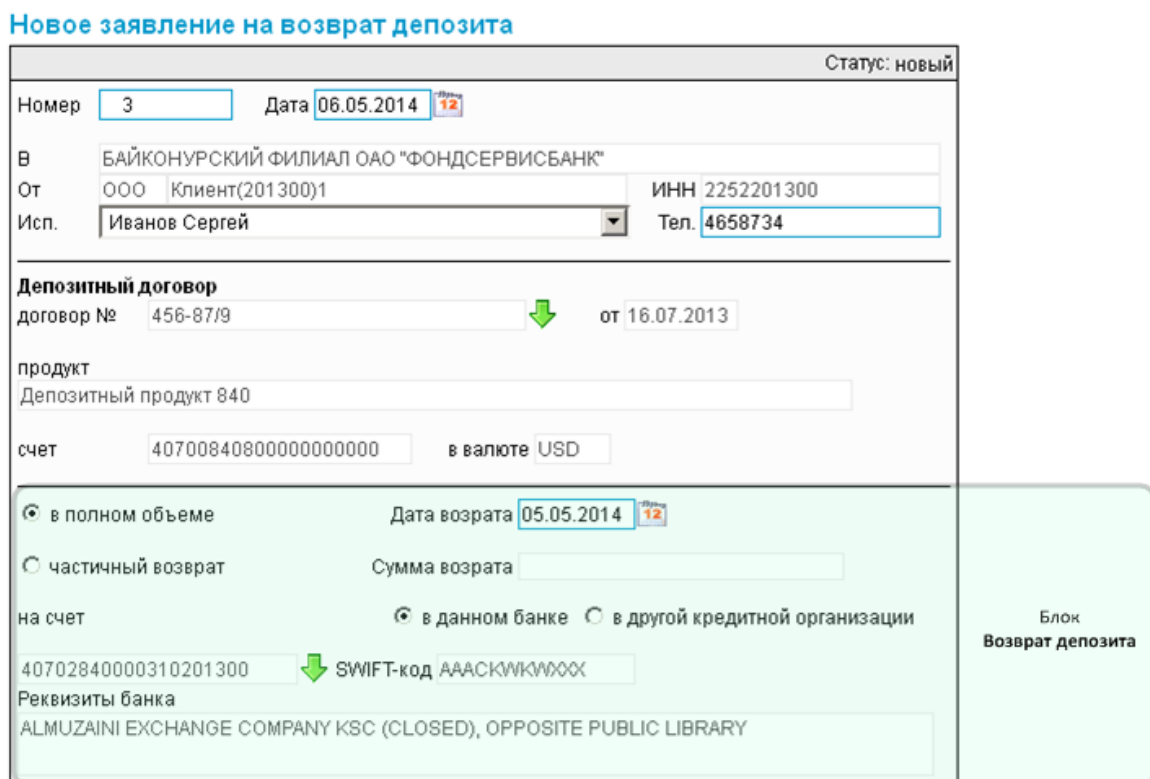 Новое заявление на возврат депозита
Статус: новый
Номер 3 Дата 06.05.2014 12
В БАЙКОНУРСКИЙ ФИЛИАЛ ОАО "ФОНДСЕРВИСБАНК"
От ООО Клиент(201300)1 ИНН 2252201300
Исп. Иванов Сергей Тел. 4658734
Депозитный договор
договор № 456-87/9 от 16.07.2013
продукт
Депозитный продукт 840
счет 40700840800000000000 в валюте USD
в полном объеме Дата возрата 05.05.2014 12
частичный возврат Сумма возрата
на счет в данном банке в другой кредитной организации
Блок
Возврат депозита
40702840000310201300 SWIFT-код AAACKWKWXXX
Реквизиты банка
ALMUZAINI EXCHANGE COMPANY KSC (CLOSED), OPPOSITE PUBLIC LIBRARY